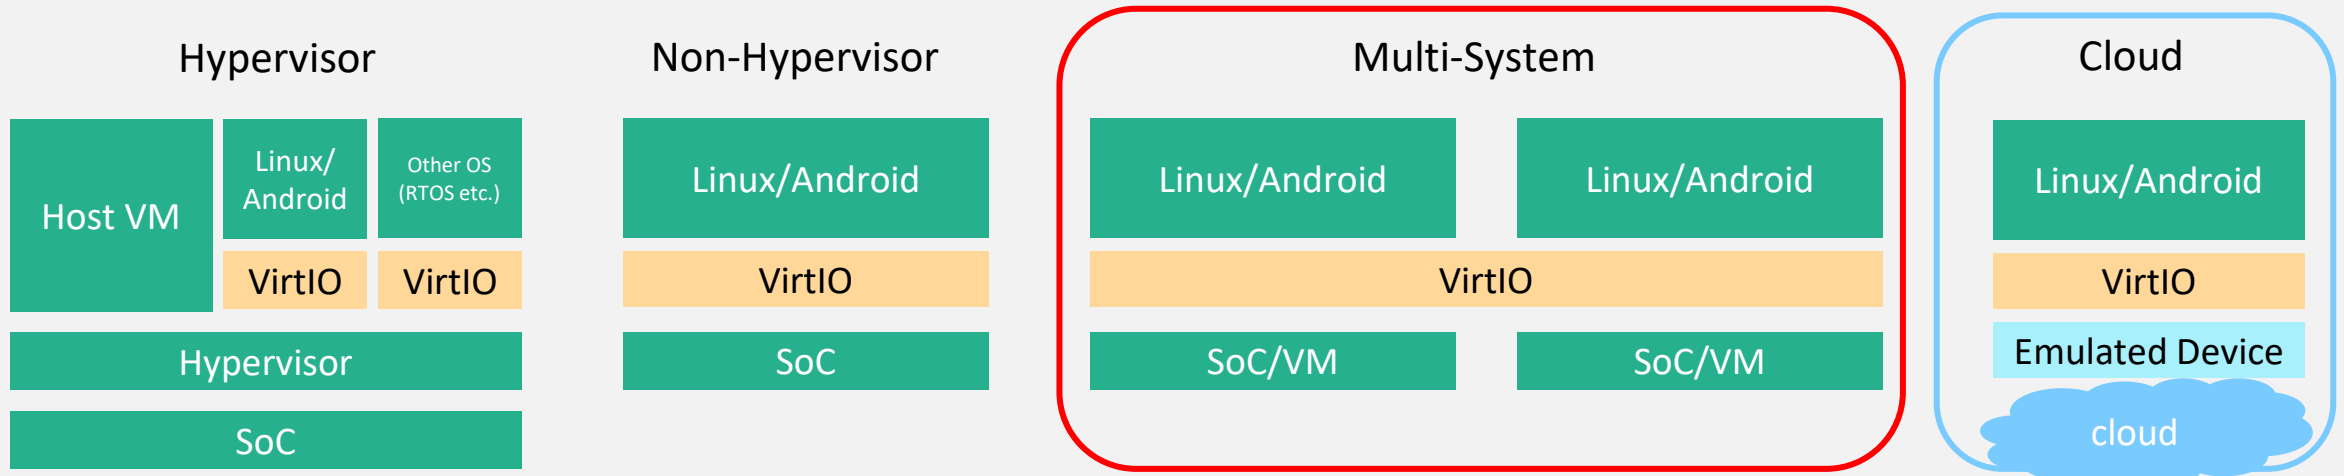 Hypervisor
Host VM
Linux/
Android
Other OS
(RTOS etc.)
VirtIO
VirtIO
Hypervisor
SoC
Non-Hypervisor
Linux/Android
VirtIO
SoC
Multi-System
Linux/Android
Linux/Android
VirtIO
SoC/VM
SoC/VM
Cloud
Linux/Android
VirtIO
Emulated Device
cloud